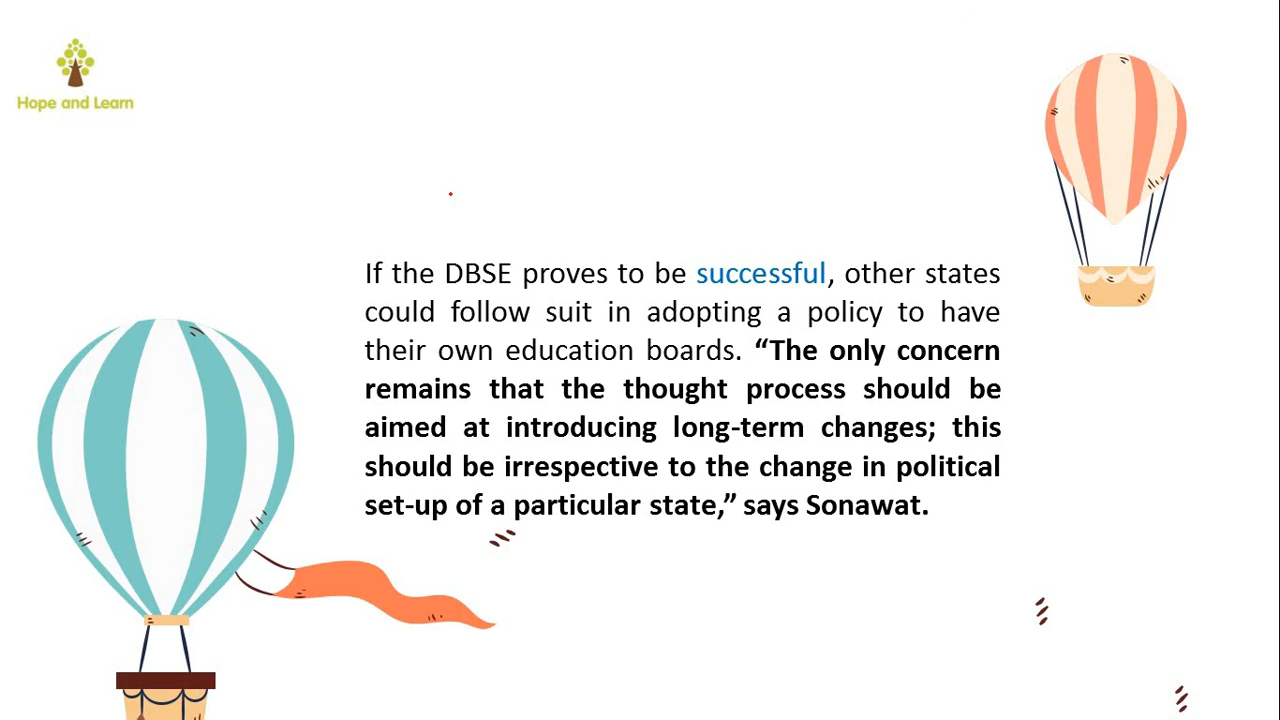 Hope and Learn
If the DBSE proves to be successful, other states
could follow suit in adopting a policy to have
their own education boards. “The only concern
remains that the thought process should be
aimed at introducing long-term changes; this
should be irrespective to the change in political
set-up of a particular state,” says Sonawat.